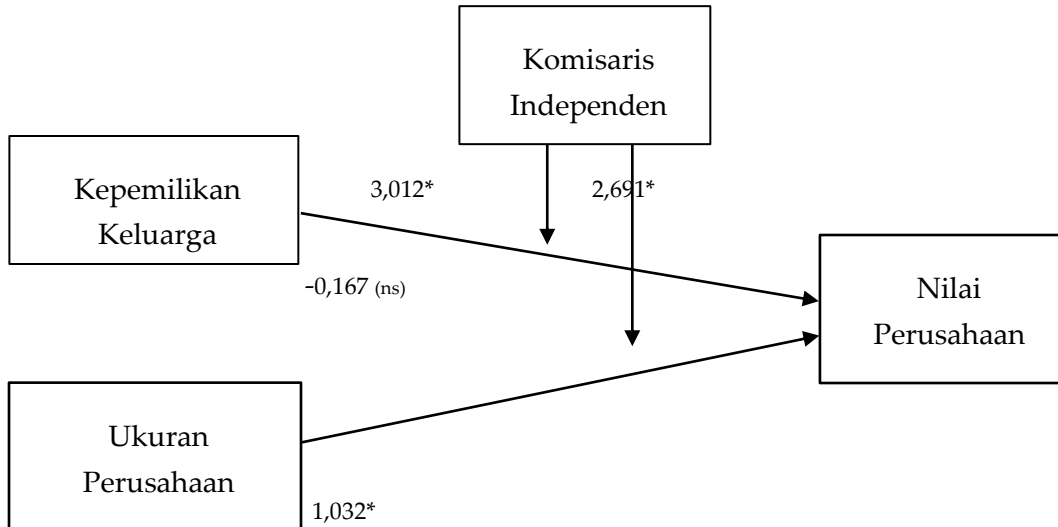 Komisaris
Independen
Kepemilikan
Keluarga
3,012*
2,691*
-0,167 (ns)
Nilai
Perusahaan
Ukuran
Perusahaan
1,032*